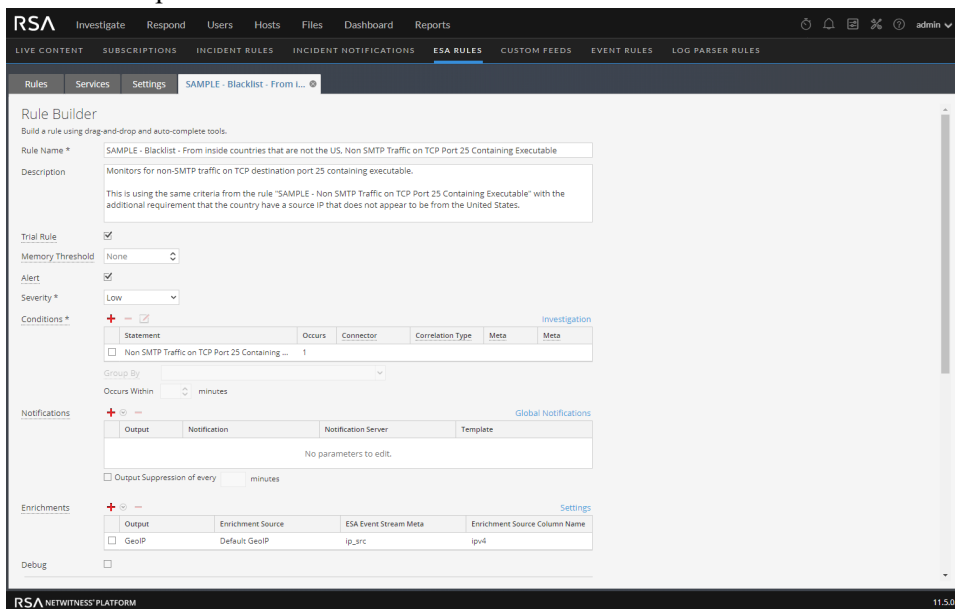 RSA Investigate Respond Users Hosts Files Dashboard Reports admin
LIVE CONTENT SUBSCRIPTIONS INCIDENT RULES INCIDENT NOTIFICATIONS ESA RULES CUSTOM FEEDS EVENT RULES LOG PARSER RULES
Rules Services Settings SAMPLE - Blacklist - From i...
Rule Builder
Build a rule using drag-and-drop and auto-complete tools.
Rule Name * SAMPLE - Blacklist - From inside countries that are not the US, Non SMTP Traffic on TCP Port 25 Containing Executable
Description Monitors for non-SMTP traffic on TCP destination port 25 containing executable.
This is using the same criteria from the rule "SAMPLE - Non SMTP Traffic on TCP Port 25 Containing Executable" with the
additional requirement that the country have a source IP that does not appear to be from the United States.
Trial Rule
Memory Threshold None
Alert
Severity * Low
Conditions * Investigation
Statement Occurs Connector Correlation Type Meta Meta
Non SMTP Traffic on TCP Port 25 Containing ... 1
Group By
Occurs Within minutes
Notifications Global Notifications
Output Notification Notification Server Template
No parameters to edit.
Output Suppression of every minutes
Enrichments Settings
Output Enrichment Source ESA Event Stream Meta Enrichment Source Column Name
GeoIP Default GeoIP ip_src ipv4
Debug
RSA NETWITNESS® PLATFORM 11.5.0